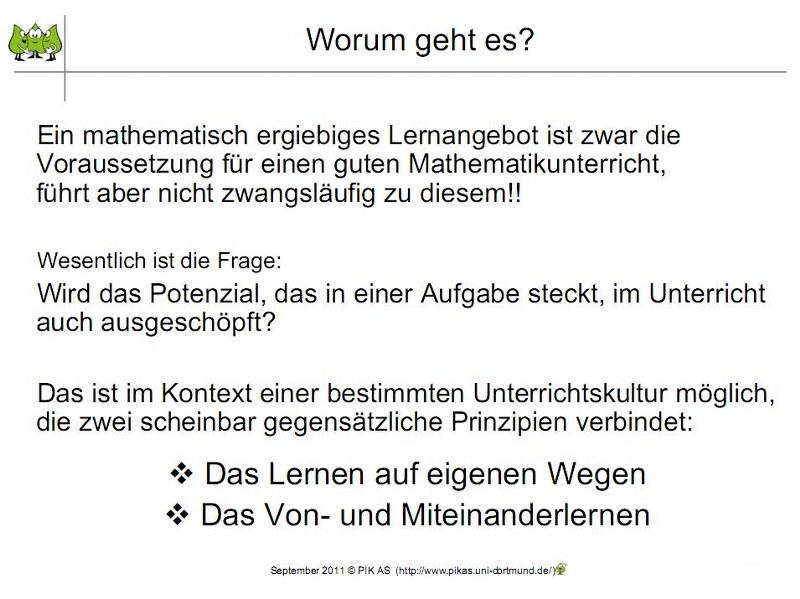 Worum geht es?
Ein mathematisch ergiebiges Lernangebot ist zwar die
Voraussetzung für einen guten Mathematikunterricht,
führt aber nicht zwangsläufig zu diesem!!
Wesentlich ist die Frage:
Wird das Potenzial, das in einer Aufgabe steckt, im Unterricht
auch ausgeschöpft?
Das ist im Kontext einer bestimmten Unterrichtskultur möglich,
die zwei scheinbar gegensätzliche Prinzipien verbindet:
❖ Das Lernen auf eigenen Wegen
❖ Das Von- und Miteinanderlernen
September 2011 © PIK AS (http://www.pikas.uni-dortmund.de/)